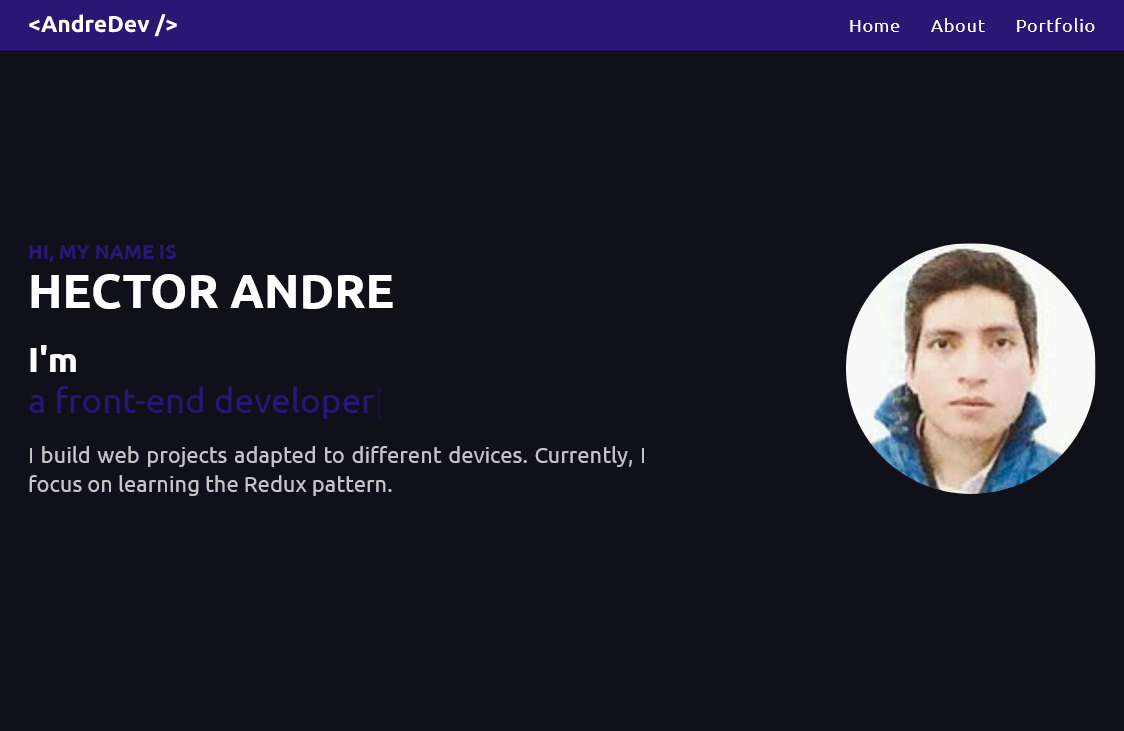 <AndreDev />
Home About Portfolio
HI, MY NAME IS
HECTOR ANDRE
I'm
a front-end developer|
I build web projects adapted to different devices. Currently, I
focus on learning the Redux pattern.